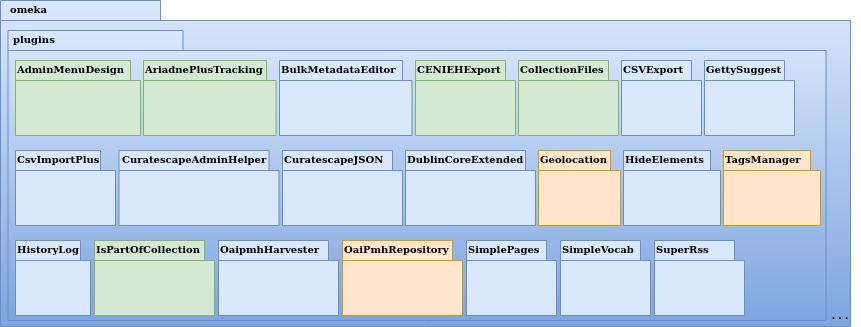 omeka
plugins
AdminMenuDesign AriadnePlusTracking BulkMetadataEditor CENIEHExport CollectionFiles CSVExport GettySuggest
CsvImportPlus CuratescapeAdminHelper CuratescapeJSON DublinCoreExtended Geolocation HideElements TagsManager
HistoryLog IsPartOfCollection OaipmhHarvester OaiPmhRepository SimplePages SimpleVocab SuperRss
...